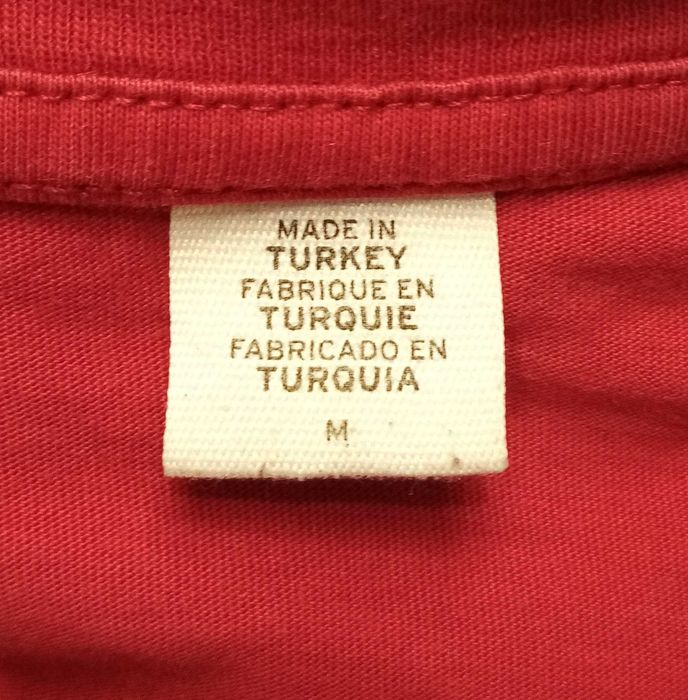 MADE IN
TURKEY
FABRIQUE EN
TURQUIE
FABRICADO EN
TURQUIA
M